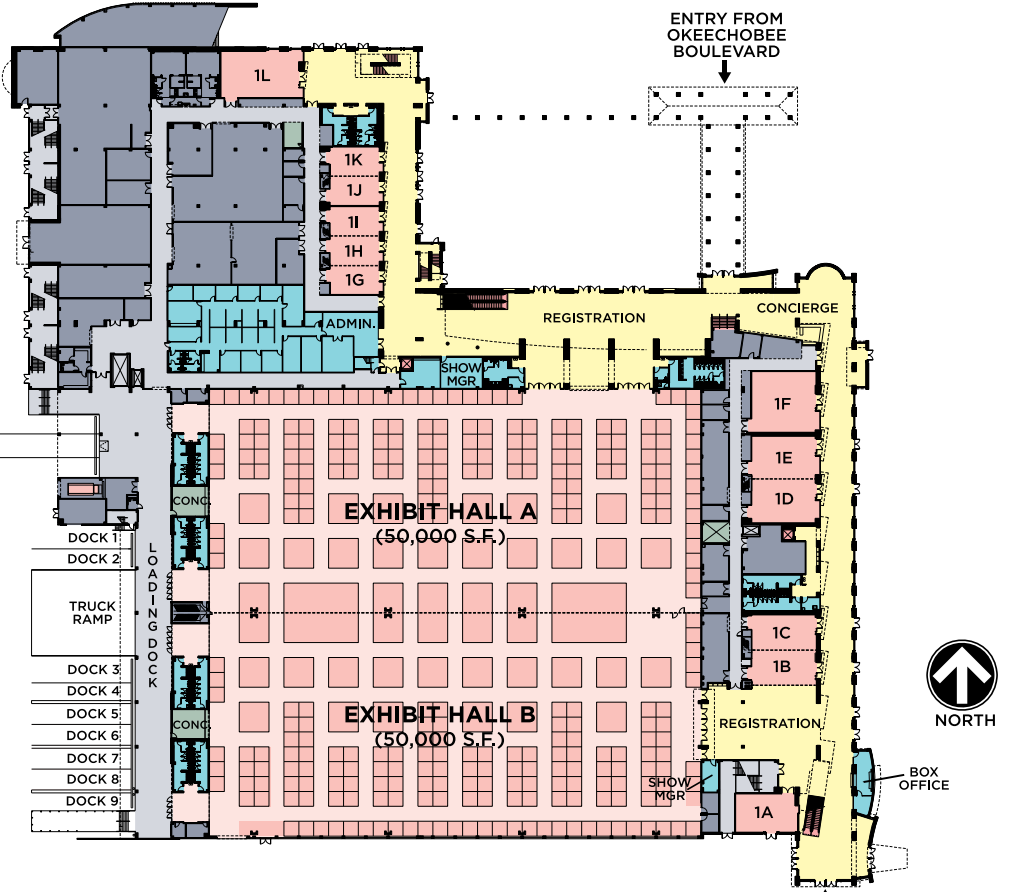 ENTRY FROM
OKEECHOBEE
BOULEVARD
1L
1K
1J
1I
1H
1G
ADMIN.
REGISTRATION
CONCIERGE
SHOW
MGR
1F
1E
1D
CONC.
EXHIBIT HALL A
(50,000 S.F.)
DOCK 1
DOCK 2
LOADING DOCK
TRUCK
RAMP
1C
1B
DOCK 3
DOCK 4
DOCK 5
DOCK 6
DOCK 7
DOCK 8
DOCK 9
CONC.
EXHIBIT HALL B
(50,000 S.F.)
REGISTRATION
NORTH
SHOW
MGR
BOX
OFFICE
1A